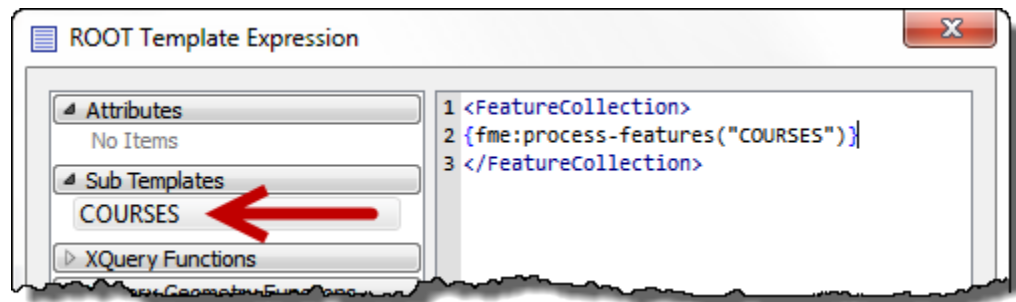 ROOT Template Expression
Attributes
No Items
Sub Templates
COURSES
XQuery Functions
1 <FeatureCollection>
2 {fme:process-features("COURSES")}
3 </FeatureCollection>